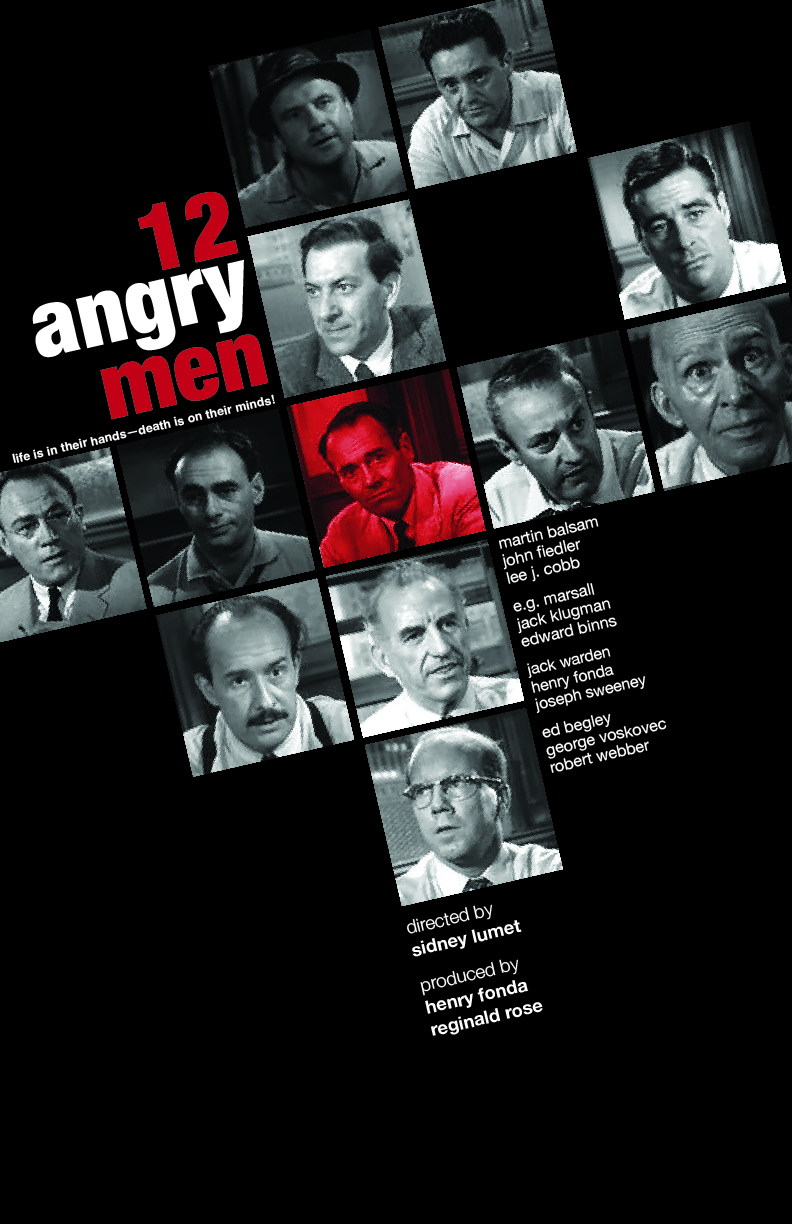 12
angry
men
life is in their hands—death is on their minds!
martin balsam
john fiedler
lee j. cobb
e.g. marsall
jack klugman
edward binns
jack warden
henry fonda
joseph sweeney
ed begley
george voskovec
robert webber
directed by
sidney lumet
produced by
henry fonda
reginald rose